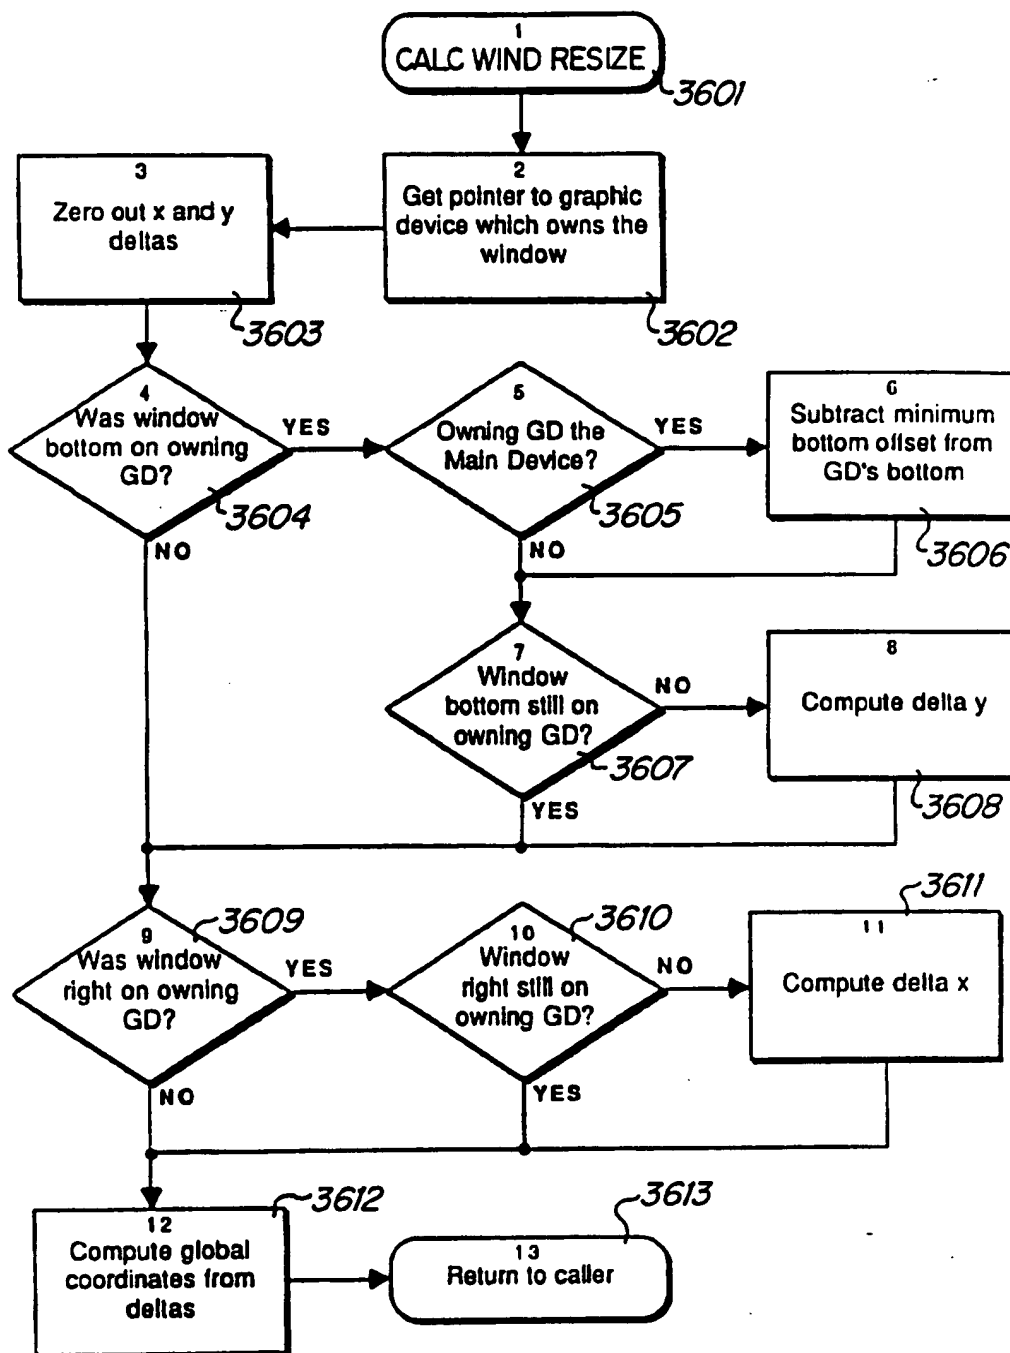 1
CALC WIND RESIZE
3601
2
Get pointer to graphic
device which owns the
window
3602
3
Zero out x and y
deltas
3603
4
Was window
bottom on owning
GD?
3604
YES
NO
5
Owning GD the
Main Device?
3605
YES
NO
6
Subtract minimum
bottom offset from
GD's bottom
3606
7
Window
bottom still on
owning GD?
3607
NO
YES
8
Compute delta y
3608
9
Was window
right on owning
GD?
3609
YES
NO
10
Window
right still on
owning GD?
3610
NO
YES
11
Compute delta x
3611
12
Compute global
coordinates from
deltas
3612
13
Return to caller
3613